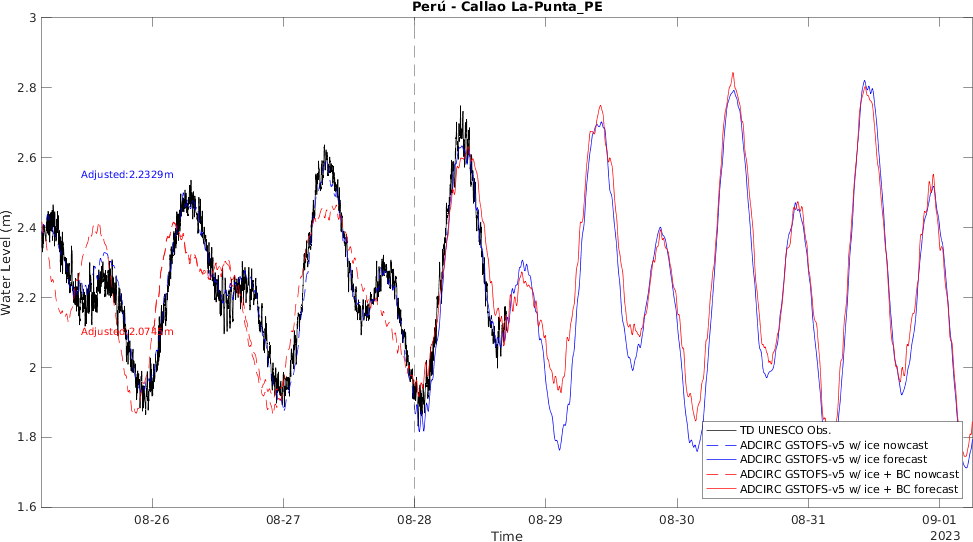 Perú - Callao La-Punta_PE
3
2.8
2.6
2.4
2.2
2
1.8
1.6
Water Level (m)
Adjusted:2.2329m
TD UNESCO Obs.
ADCIRC GSTOFS-v5 w/ ice nowcast
ADCIRC GSTOFS-v5 w/ ice forecast
ADCIRC GSTOFS-v5 w/ ice + BC nowcast
ADCIRC GSTOFS-v5 w/ ice + BC forecast
08-26
08-27
08-28
08-29
08-30
08-31
09-01
Time
2023